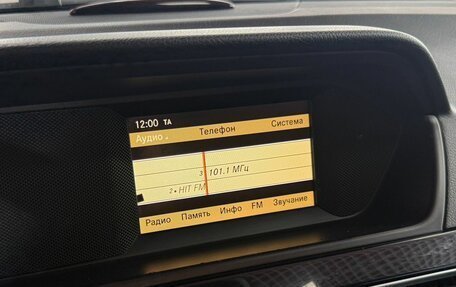 12:00 TA
Аудио Телефон Система
3 101.1 МГц
2 • HIT FM
Радио Память Инфо FM Звучание